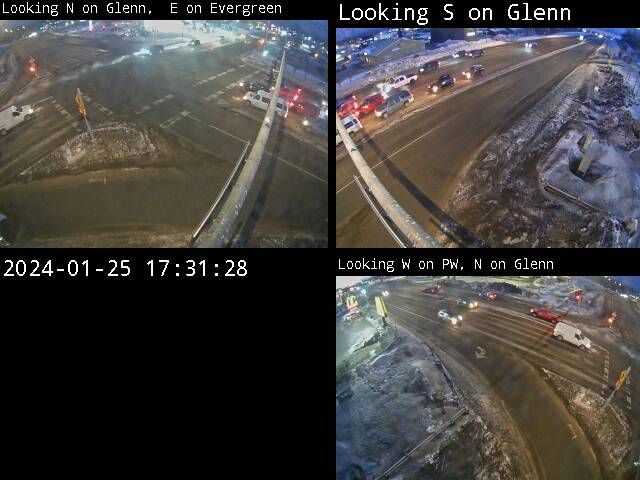 Looking N on Glenn,  E on Evergreen
Looking S on Glenn
2024-01-25 17:31:28
Looking W on PW, N on Glenn